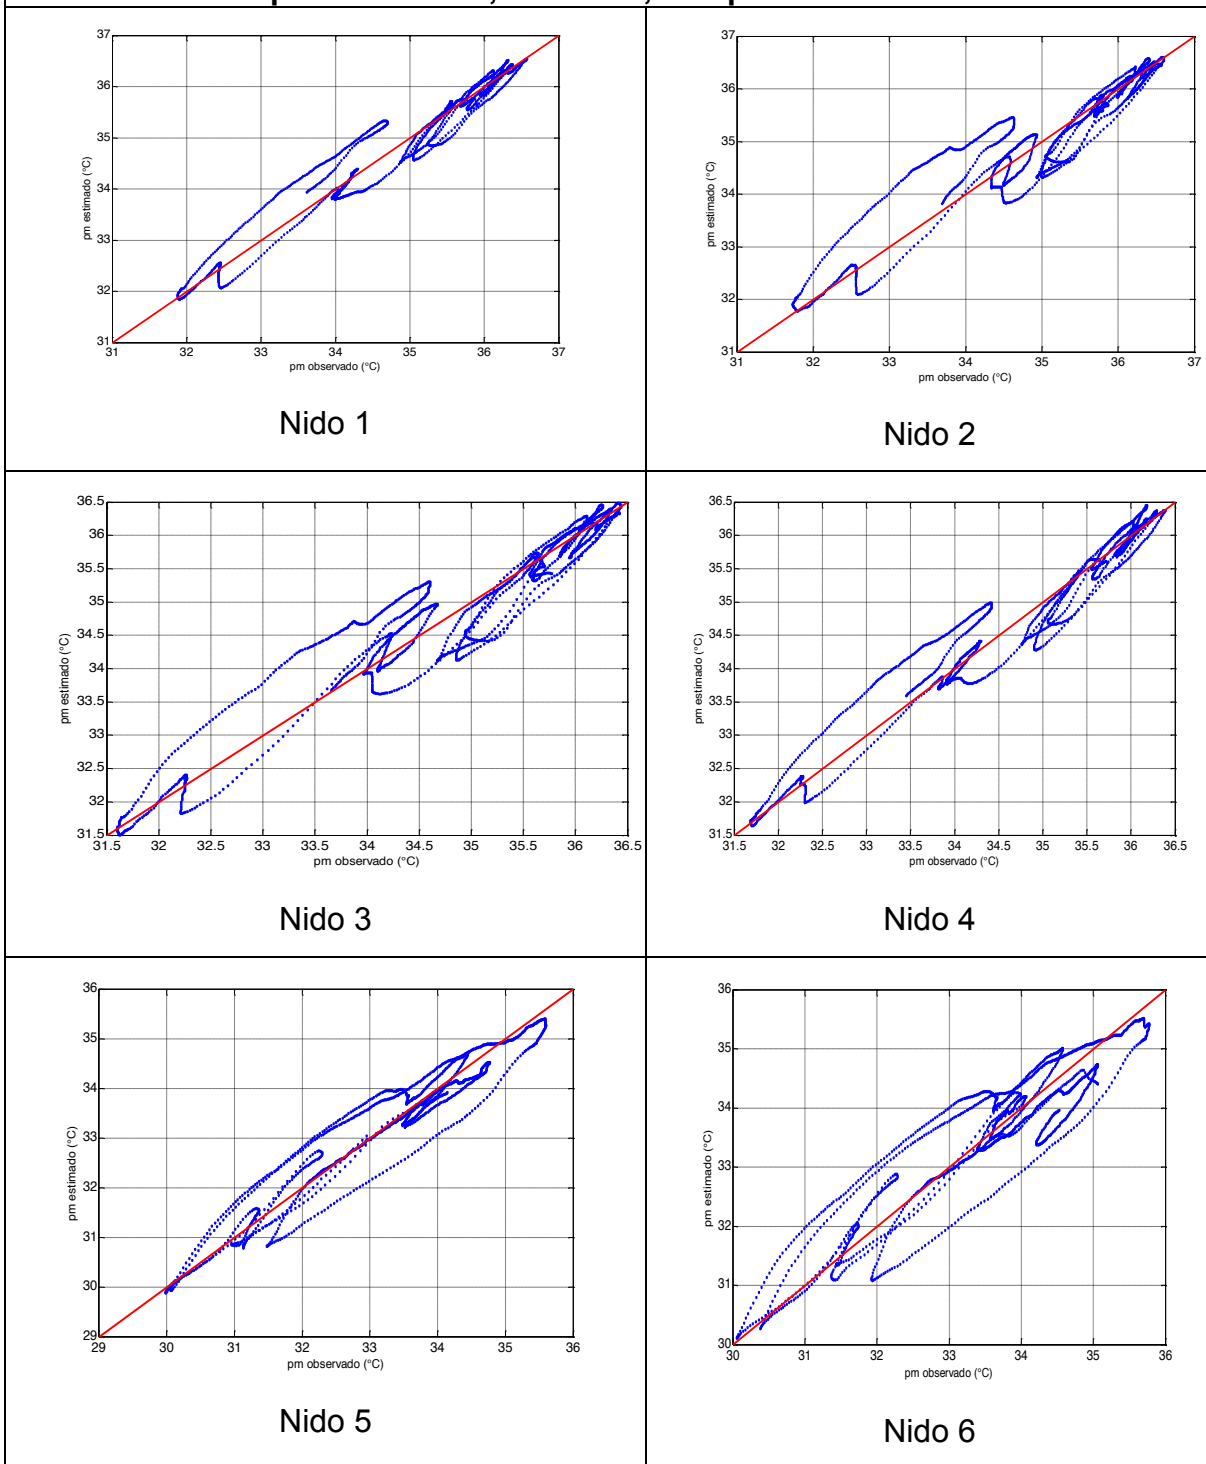 37
36
35
34
33
32
31
31 32 33 34 35 36 37
pm estimado (°C)
pm observado (°C)
Nido 1
37
36
35
34
33
32
31
31 32 33 34 35 36 37
pm estimado (°C)
pm observado (°C)
Nido 2
36.5
36
35.5
35
34.5
34
33.5
33
32.5
32
31.5
31.5 32 32.5 33 33.5 34 34.5 35 35.5 36 36.5
pm estimado (°C)
pm observado (°C)
Nido 3
36.5
36
35.5
35
34.5
34
33.5
33
32.5
32
31.5
31.5 32 32.5 33 33.5 34 34.5 35 35.5 36 36.5
pm estimado (°C)
pm observado (°C)
Nido 4
36
35
34
33
32
31
30
29
29 30 31 32 33 34 35 36
pm estimado (°C)
pm observado (°C)
Nido 5
36
35
34
33
32
31
30
30 31 32 33 34 35 36
pm estimado (°C)
pm observado (°C)
Nido 6